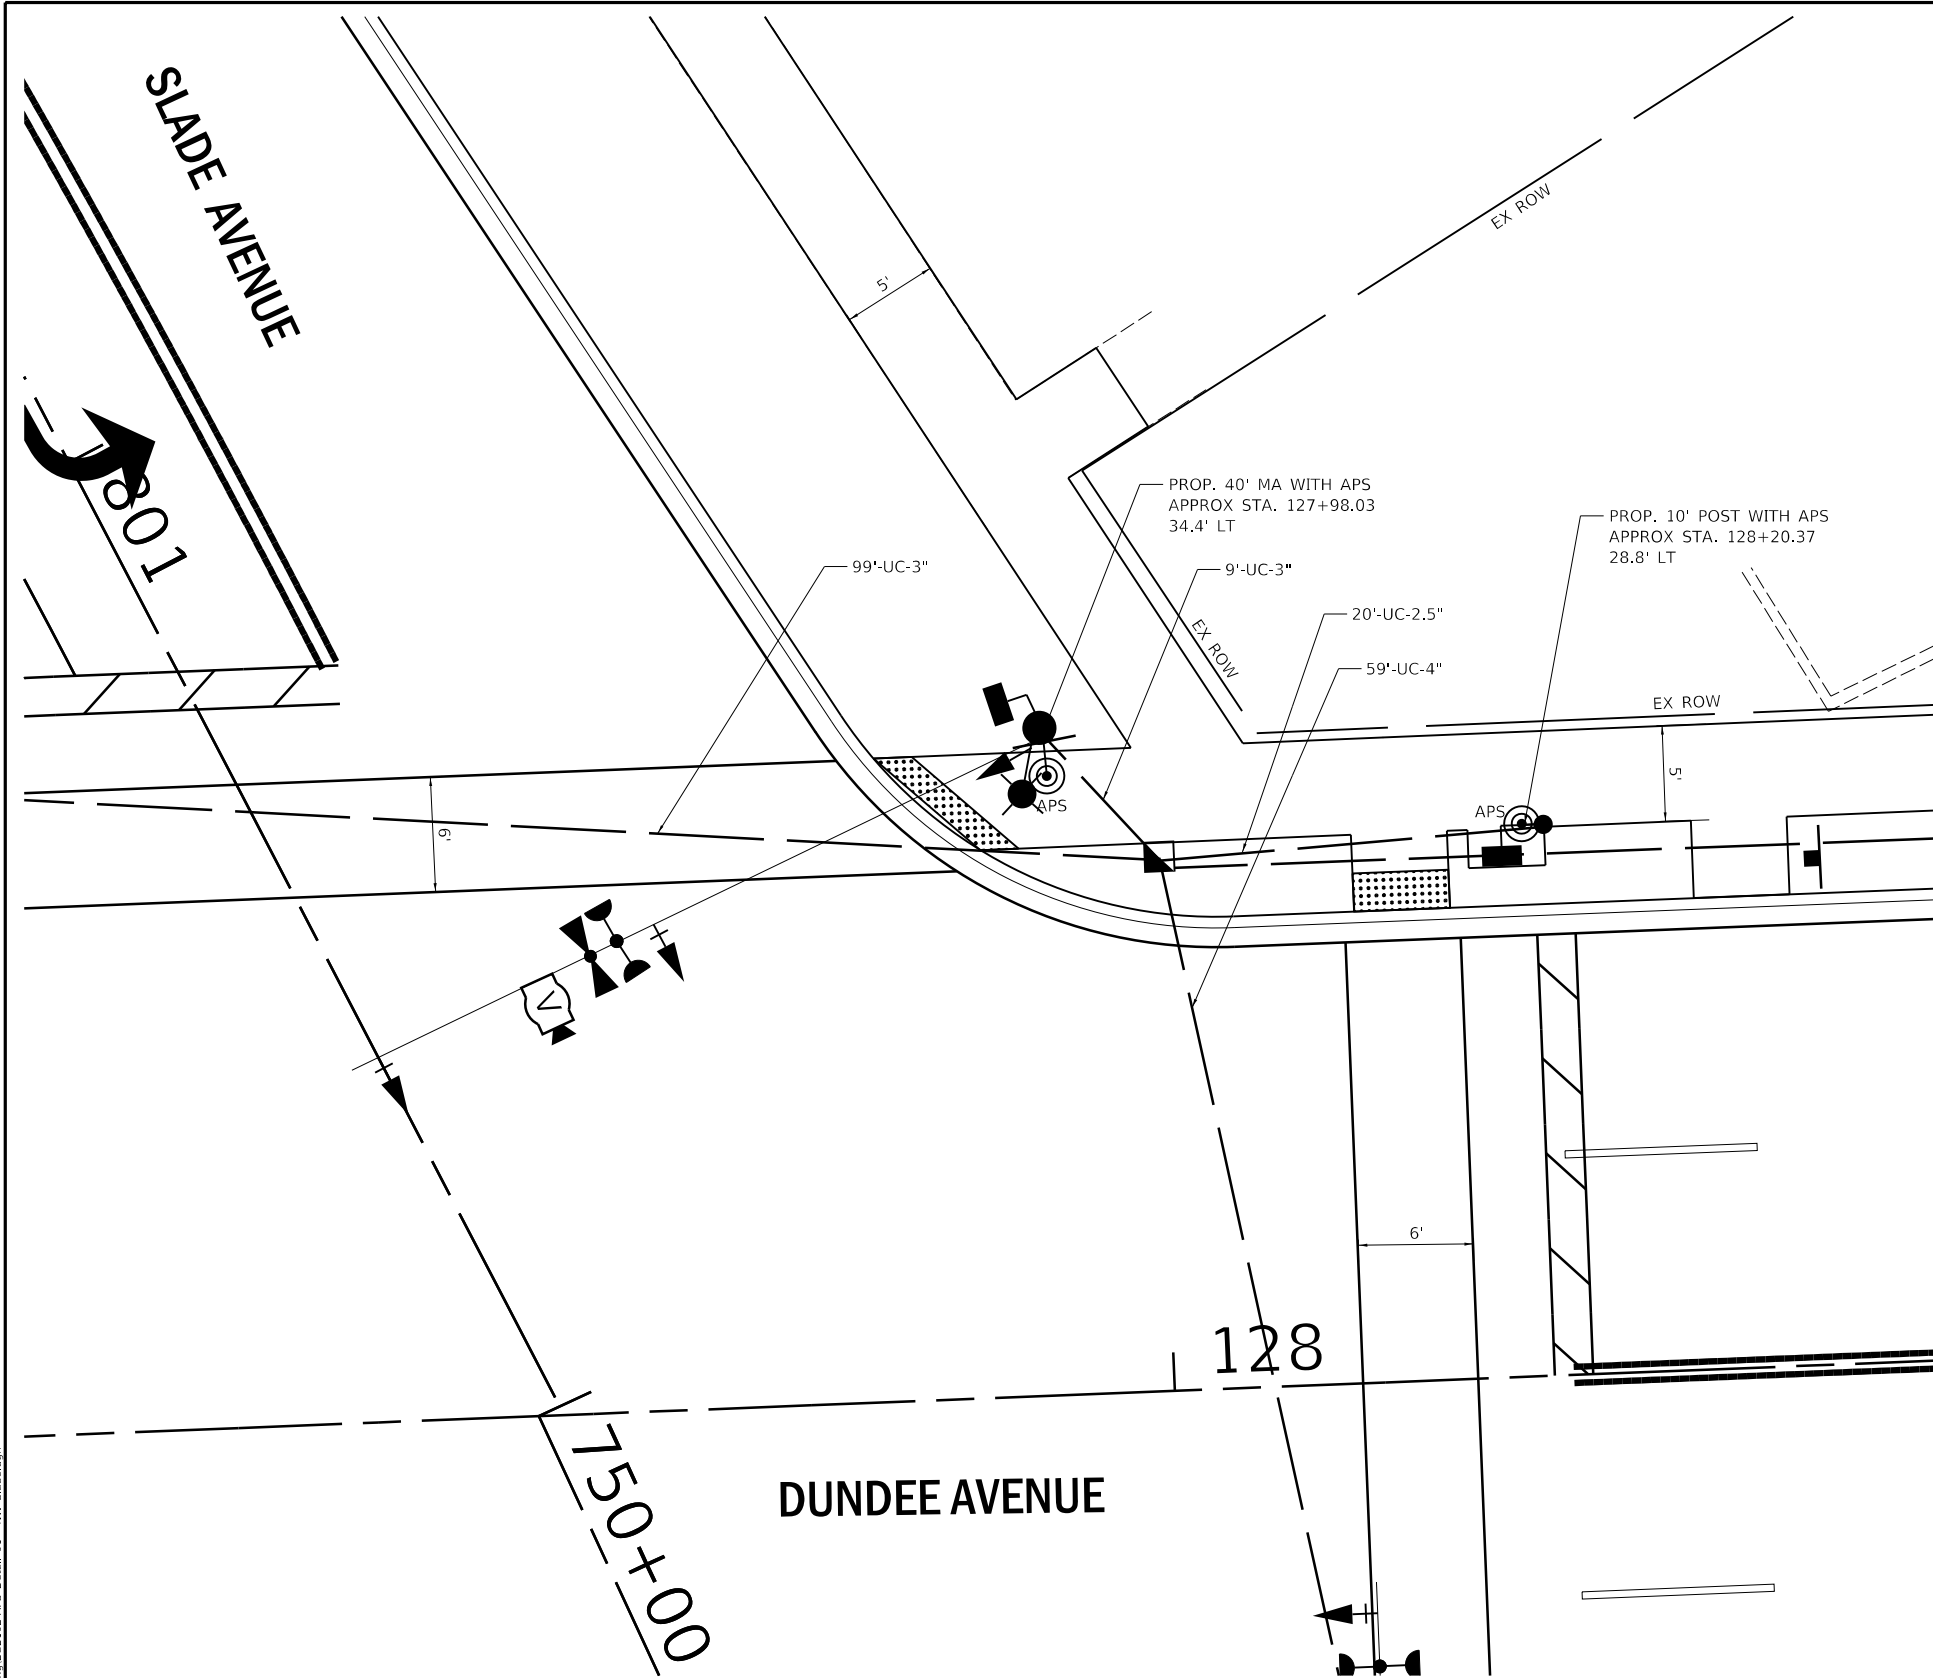 SLADE AVENUE
801
5'
EX ROW
PROP. 40' MA WITH APS
APPROX STA. 127+98.03
34.4' LT
PROP. 10' POST WITH APS
APPROX STA. 128+20.37
28.8' LT
99'-UC-3"
9'-UC-3"
20'-UC-2.5"
EX ROW
59'-UC-4"
EX ROW
5'
APS
APS
6'
V
6'
128
750+00
DUNDEE AVENUE